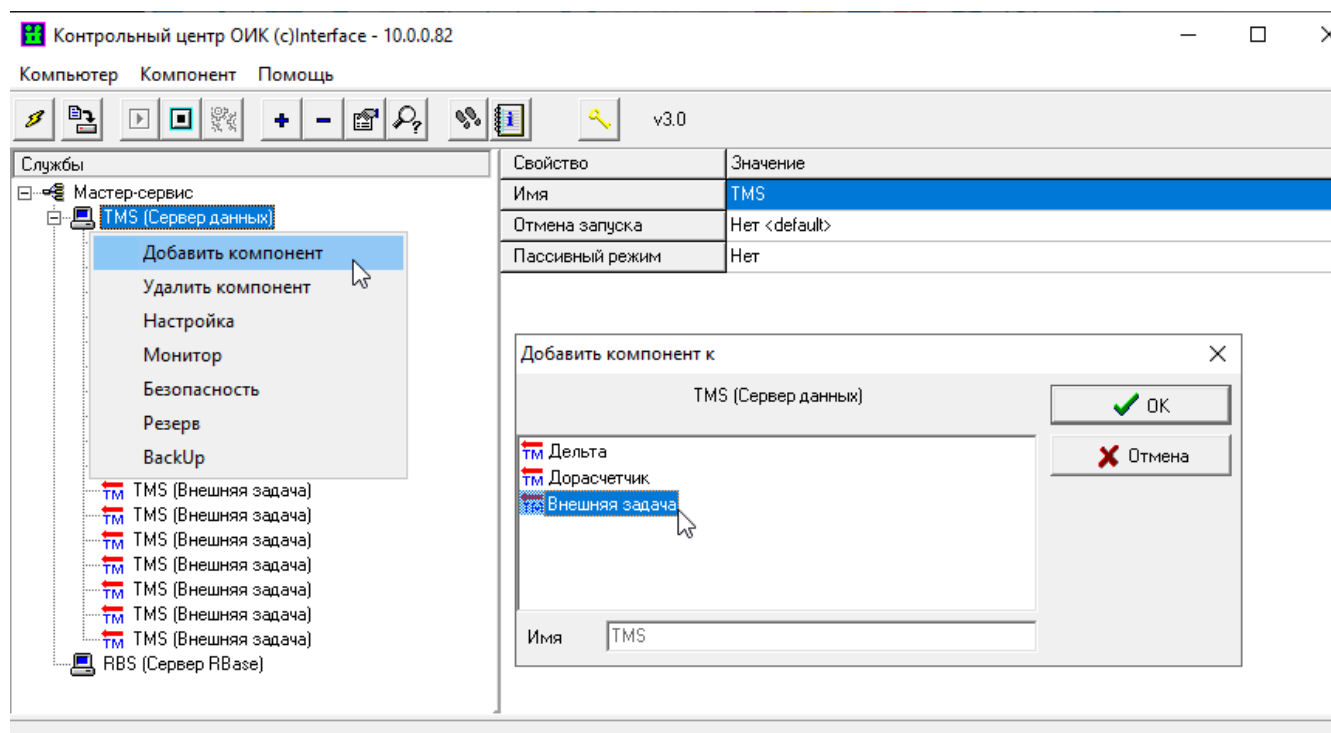 Контрольный центр ОИК (c)Interface - 10.0.0.82
Компьютер Компонент Помощь
v3.0
Службы
Свойство Значение
Мастер-сервис
Имя TMS
TMS (Сервер данных)
Отмена запуска Нет <default>
Пассивный режим Нет
Добавить компонент
Удалить компонент
Настройка
Монитор
Безопасность
Резерв
BackUp
TMS (Внешняя задача)
TMS (Внешняя задача)
TMS (Внешняя задача)
TMS (Внешняя задача)
TMS (Внешняя задача)
TMS (Внешняя задача)
TMS (Внешняя задача)
RBS (Сервер RBase)
Добавить компонент к
TMS (Сервер данных)
OK
Отмена
ТМ Дельта
ТМ Дорасчетчик
ТМ Внешняя задача
Имя TMS